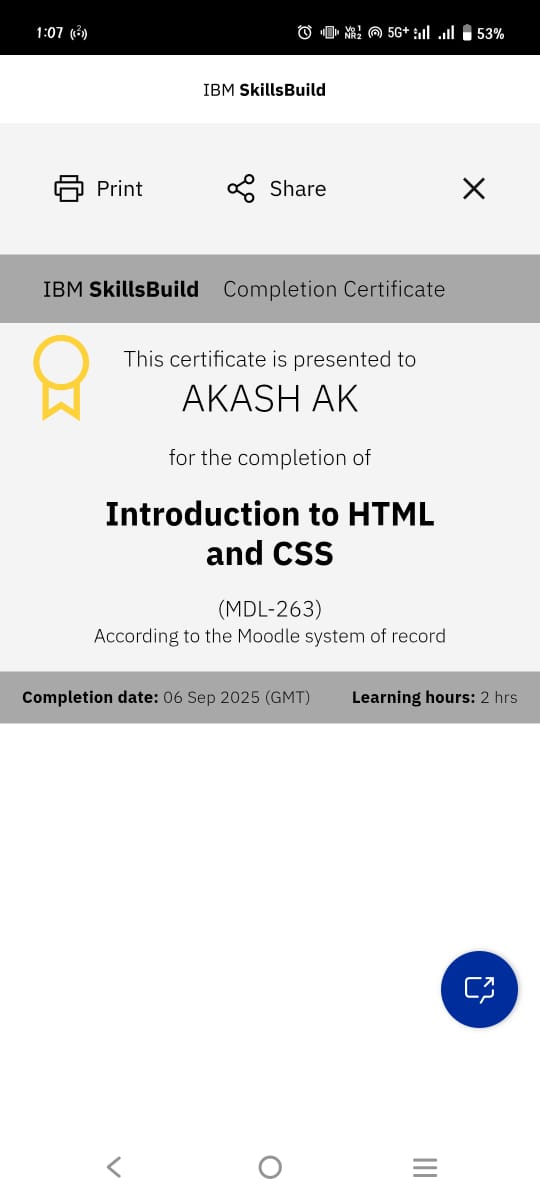 1:07 5G+ 53%
IBM SkillsBuild
Print Share
IBM SkillsBuild Completion Certificate
This certificate is presented to
AKASH AK
for the completion of
Introduction to HTML
and CSS
(MDL-263)
According to the Moodle system of record
Completion date: 06 Sep 2025 (GMT) Learning hours: 2 hrs